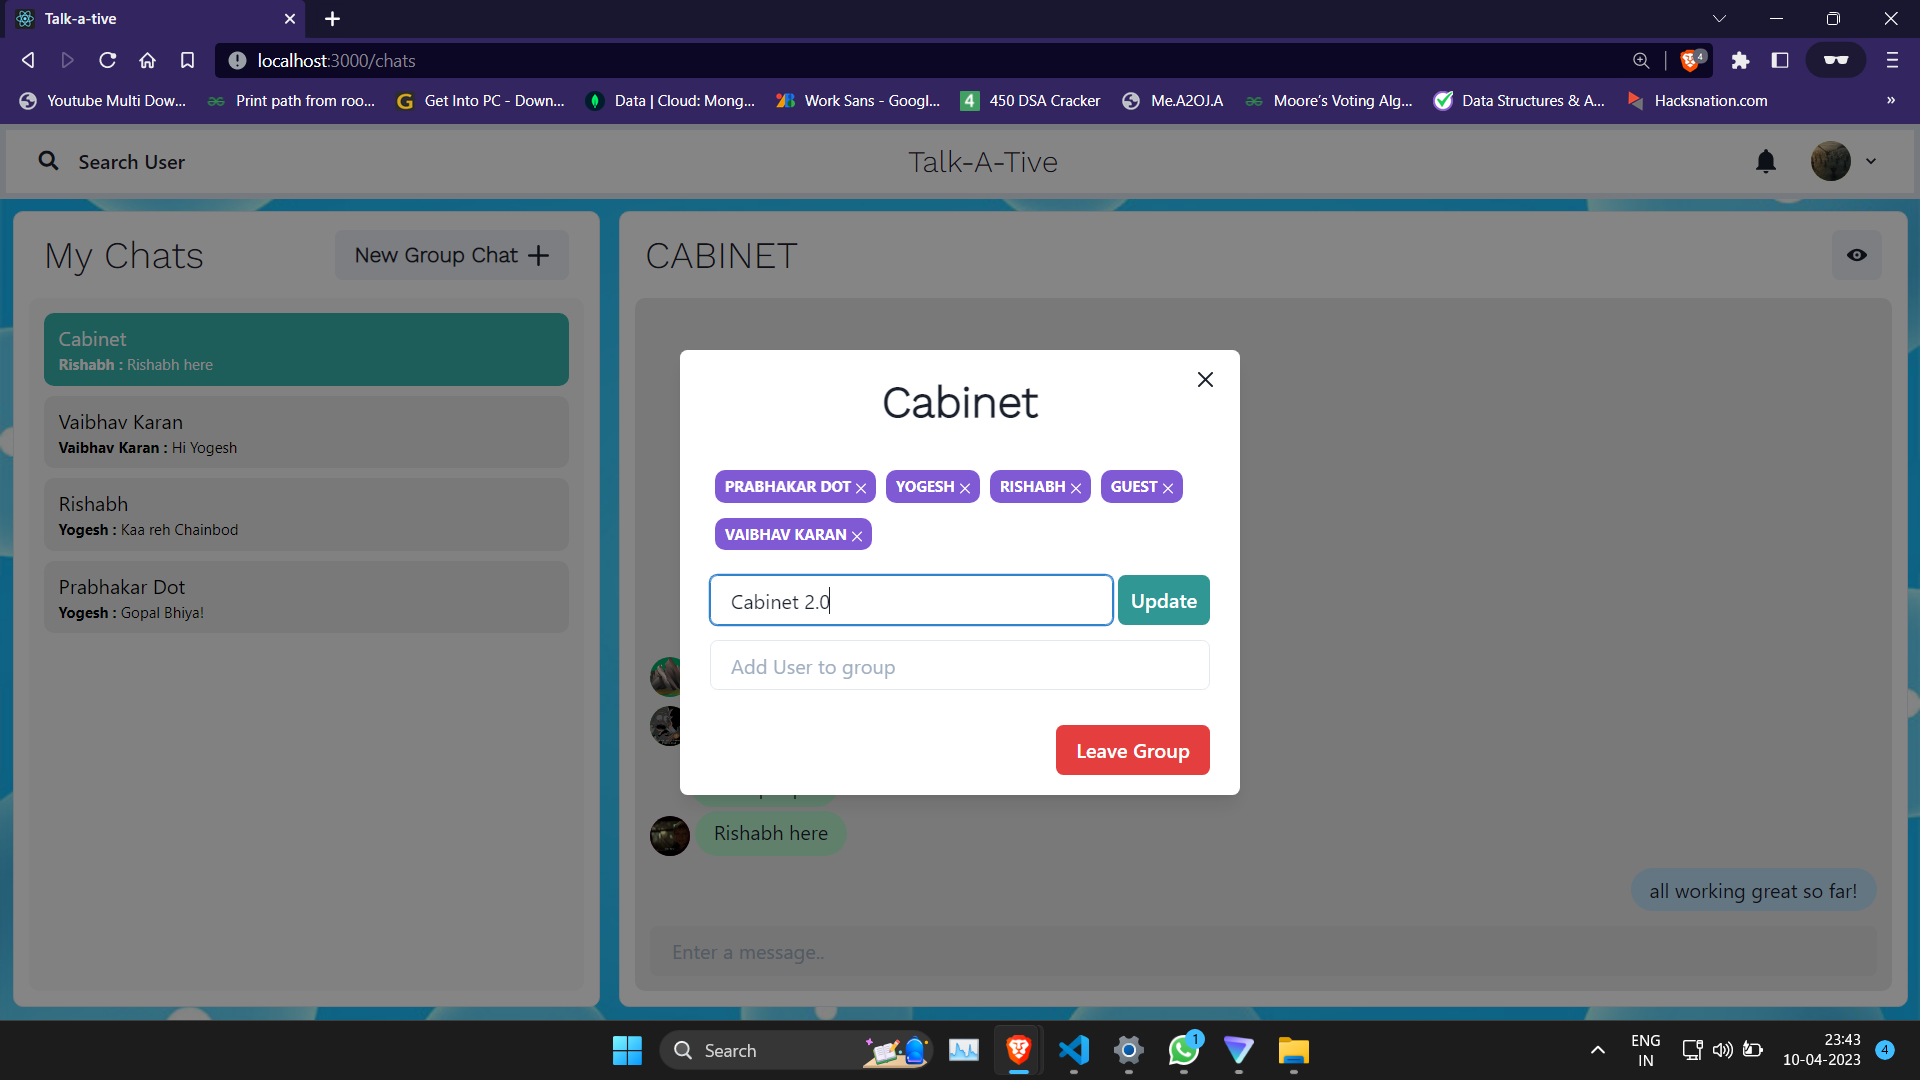 Talk-a-tive
localhost:3000/chats
4
Youtube Multi Dow...
Print path from roo...
Get Into PC - Down...
Data | Cloud: Mong...
Work Sans - Googl...
4 450 DSA Cracker
Me.A2OJ.A
Moore's Voting Alg...
Data Structures & A...
Hacksnation.com
»
Search User
Talk-A-Tive
My Chats
New Group Chat +
CABINET
Cabinet
Rishabh : Rishabh here
Vaibhav Karan
Vaibhav Karan : Hi Yogesh
Rishabh
Yogesh : Kaa reh Chainbod
Prabhakar Dot
Yogesh : Gopal Bhiya!
Cabinet
PRABHAKAR DOT
YOGESH
RISHABH
GUEST
VAIBHAV KARAN
Cabinet 2.0
Update
Add User to group
Leave Group
Rishabh here
all working great so far!
Enter a message..
Search
1
ENG
IN
23:43
10-04-2023
4